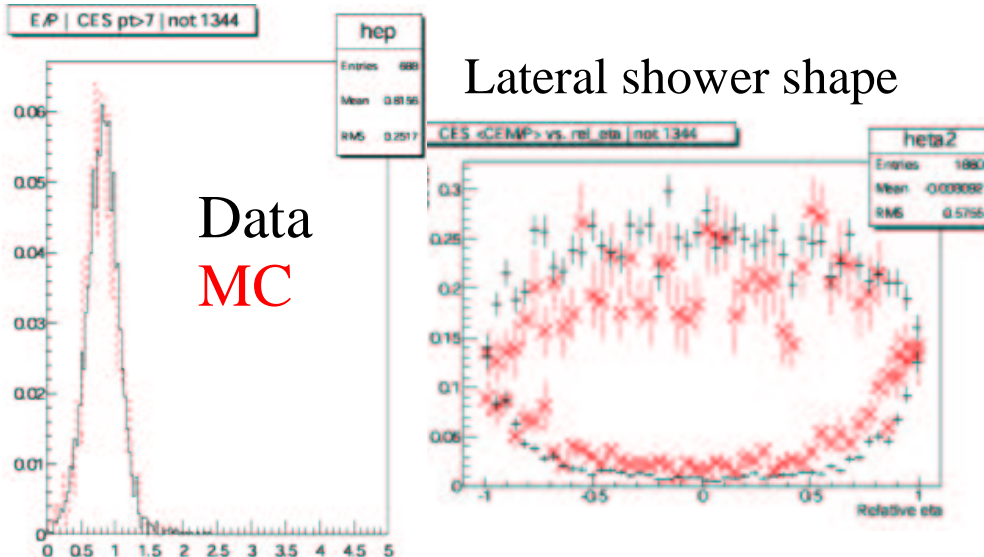 E/P | CES pt>7 | not 1344
hep
Entries 688
Mean 0.8156
RMS 0.2517
0.06
0.05
0.04
0.03
0.02
0.01
0
0 0.5 1 1.5 2 2.5 3 3.5 4 4.5 5
Data
MC
Lateral shower shape
CES <CEM/P> vs. rel_eta | not 1344
heta2
Entries 1880
Mean
RMS 0.5755
0.3
0.25
0.2
0.15
0.1
0.05
0
-1 -0.5 0 0.5 1
Relative eta